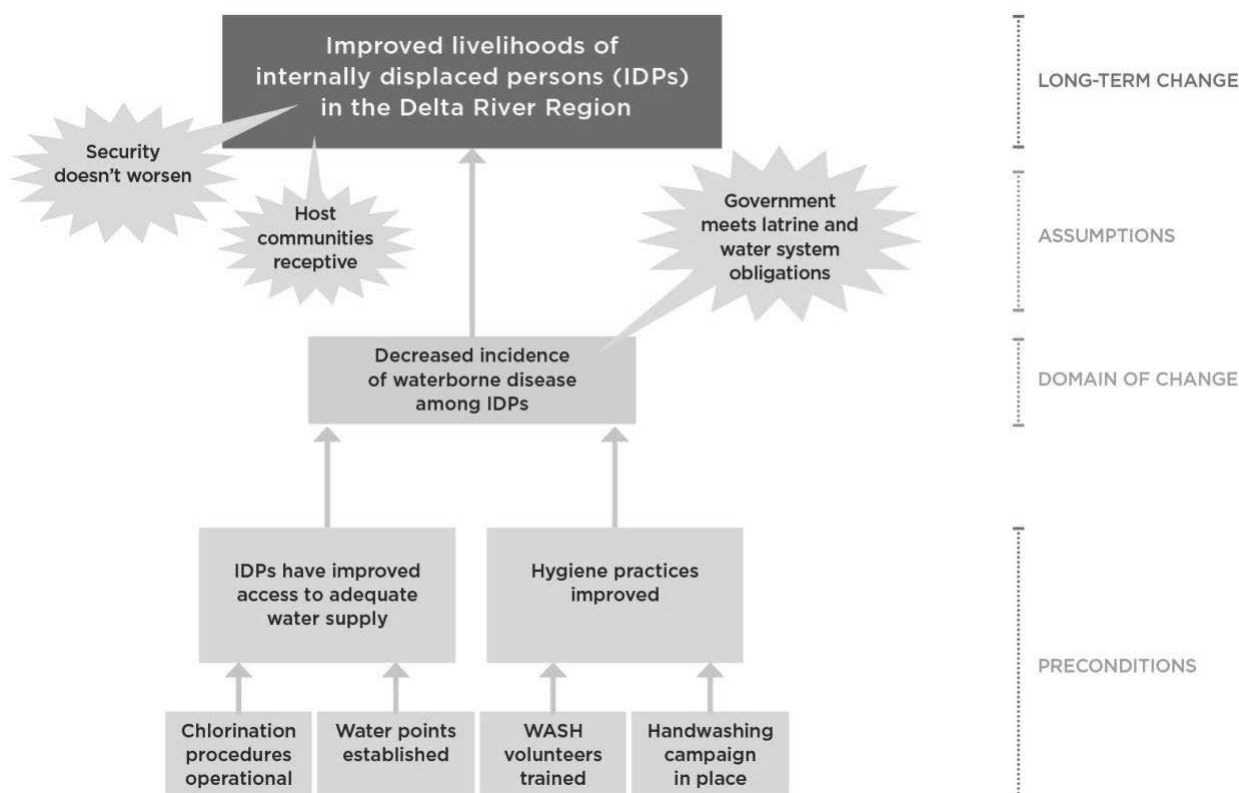 Improved livelihoods of
internally displaced persons (IDPs)
in the Delta River Region
LONG-TERM CHANGE
Security
doesn't worsen
Host
communities
receptive
Government
meets latrine and
water system
obligations
ASSUMPTIONS
Decreased incidence
of waterborne disease
among IDPs
DOMAIN OF CHANGE
IDPs have improved
access to adequate
water supply
Hygiene practices
improved
PRECONDITIONS
Chlorination
procedures
operational
Water points
established
WASH
volunteers
trained
Handwashing
campaign
in place